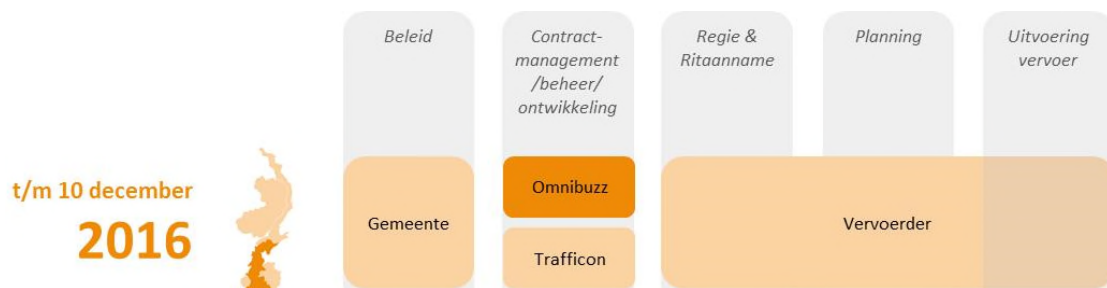 Beleid
Contract-
management
/beheer/
ontwikkeling
Regie &
Ritaanname
Planning
Uitvoering
vervoer
t/m 10 december
2016
Gemeente
Omnibuzz
Trafficon
Vervoerder